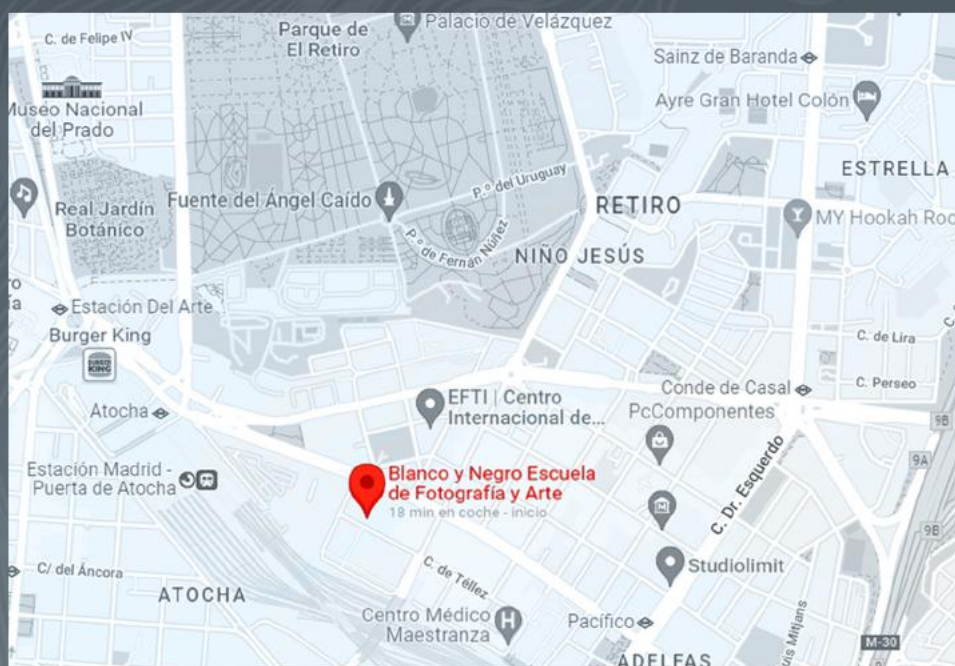 C. de Felipe IV
Parque de
El Retiro
Palacio de Velázquez
Sainz de Baranda
Museo Nacional
del Prado
Ayre Gran Hotel Colón
ESTRELLA
Real Jardín
Botánico
Fuente del Ángel Caído
P.º del Uruguay
RETIRO
MY Hookah Roo
P.º de Fernán Núñez
NIÑO JESÚS
Estación Del Arte
Burger King
BURGER
KING
C. de Lira
Conde de Casal
C. Perseo
Atocha
EFTI | Centro
Internacional de...
PcComponentes
9B
9A
9B
Estación Madrid -
Puerta de Atocha
Blanco y Negro Escuela
de Fotografía y Arte
18 min en coche - inicio
C. Dr. Esquerdo
M
Studiolimit
C/ del Áncora
ATOCHA
C. de Téllez
Centro Médico
Maestranza
H
Pacífico
uis Mitjans
M-30
ADELFAS